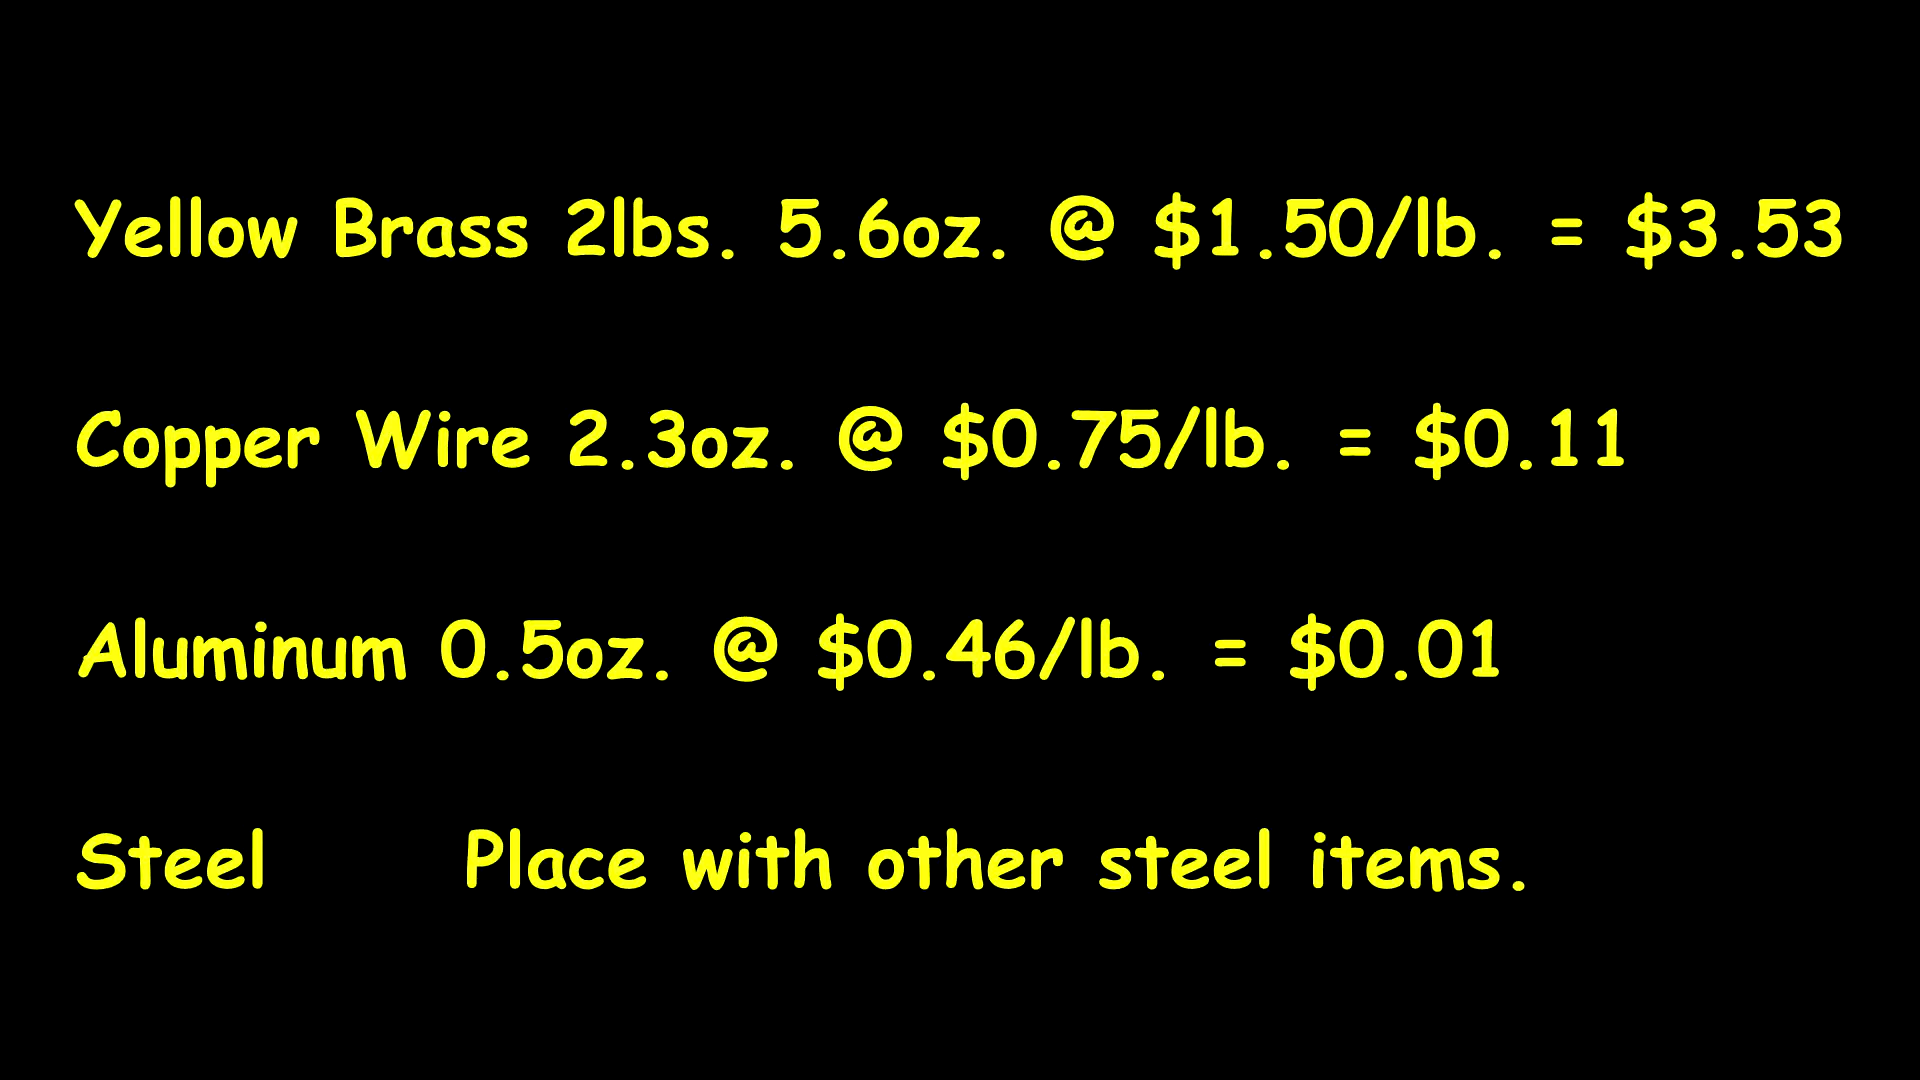 Yellow Brass 2lbs. 5.6oz. @ $1.50/lb. = $3.53
Copper Wire 2.3oz. @ $0.75/lb. = $0.11
Aluminum 0.5oz. @ $0.46/lb. = $0.01
Steel Place with other steel items.